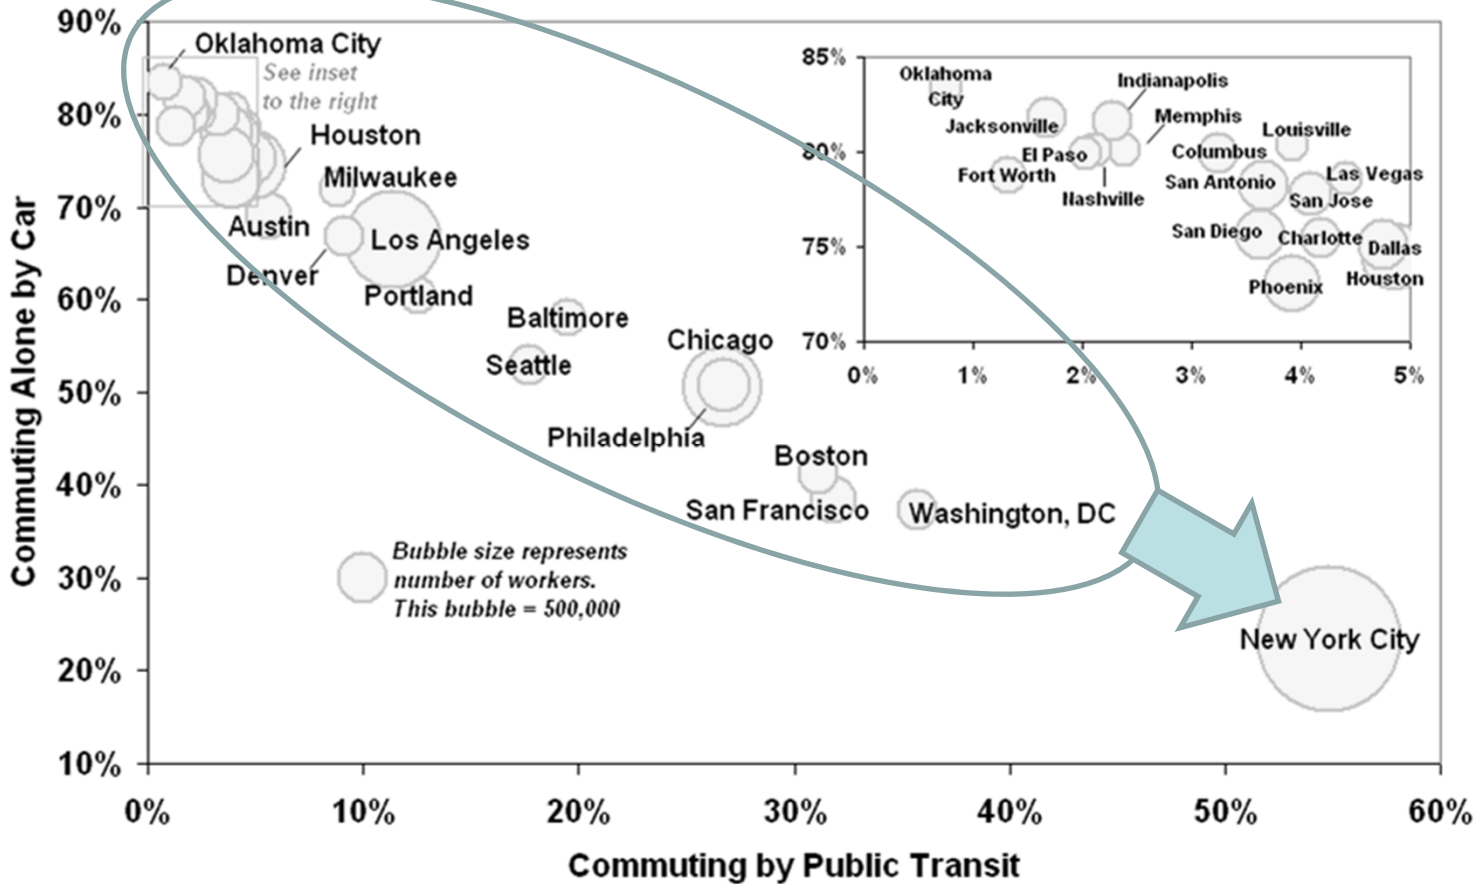 90%
80%
70%
60%
50%
40%
30%
20%
10%
Commuting Alone by Car
0%
10%
20%
30%
40%
50%
60%
Commuting by Public Transit
Oklahoma City
See inset
to the right
Houston
Milwaukee
Austin
Los Angeles
Denver
Portland
Baltimore
Seattle
Chicago
Philadelphia
Boston
San Francisco
Washington, DC
New York City
Bubble size represents
number of workers.
This bubble = 500,000
85%
80%
75%
70%
0%
1%
2%
3%
4%
5%
Oklahoma
City
Indianapolis
Jacksonville
Memphis
Louisville
El Paso
Columbus
Fort Worth
Las Vegas
San Antonio
Nashville
San Jose
San Diego
Charlotte
Dallas
Phoenix
Houston